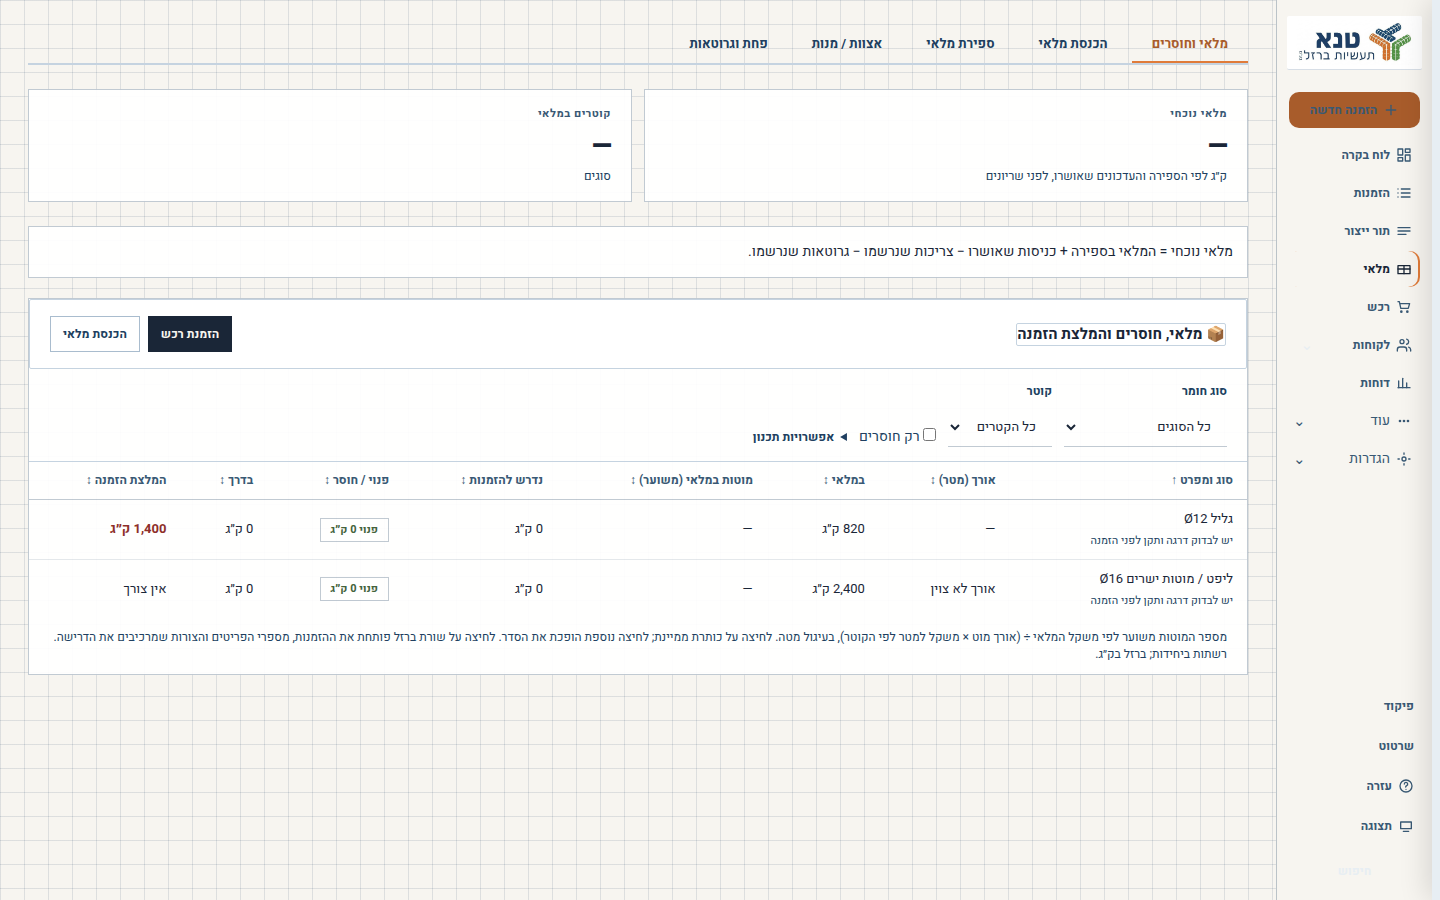 טנא
תעשיות ברזל
הזמנה חדשה
לוח בקרה
הזמנות
תור ייצור
מלאי
רכש
לקוחות
דוחות
עוד
הגדרות
פיקוד
שרטוט
עזרה
תצוגה
חיפוש
מלאי וחוסרים
הכנסת מלאי
ספירת מלאי
אצוות / מנות
פחת וגרוטאות
מלאי נוכחי
—
ק״ג לפי הספירה והעדכונים שאושרו, לפני שריונים
קוטרים במלאי
—
סוגים
מלאי נוכחי = המלאי בספירה + כניסות שאושרו − צריכות שנרשמו − גרוטאות שנרשמו.
📦 מלאי, חוסרים והמלצת הזמנה
הזמנת רכש
הכנסת מלאי
סוג חומר
קוטר
כל הסוגים
כל הקטרים
רק חוסרים
אפשרויות תכנון
סוג ומפרט ↑ אורך (מטר) ↕ במלאי ↕ מוטות במלאי (משוער) ↕ נדרש להזמנות ↕ פנוי / חוסר ↕ בדרך ↕ המלצת הזמנה ↕
גליל Ø12 — 820 ק״ג — 0 ק״ג פנוי 0 ק״ג 0 ק״ג 1,400 ק״ג
יש לבדוק דרגה ותקן לפני הזמנה
ליפט / מוטות ישרים Ø16 אורך לא צוין 2,400 ק״ג — 0 ק״ג פנוי 0 ק״ג 0 ק״ג אין צורך
יש לבדוק דרגה ותקן לפני הזמנה
מספר המוטות משוער לפי משקל המלאי ÷ (אורך מוט × משקל למטר לפי הקוטר), בעיגול מטה. לחיצה על כותרת ממיינת; לחיצה נוספת הופכת את הסדר. לחיצה על שורת ברזל פותחת את ההזמנות, מספרי הפריטים והצורות שמרכיבים את הדרישה.
רשתות ביחידות; ברזל בק״ג.